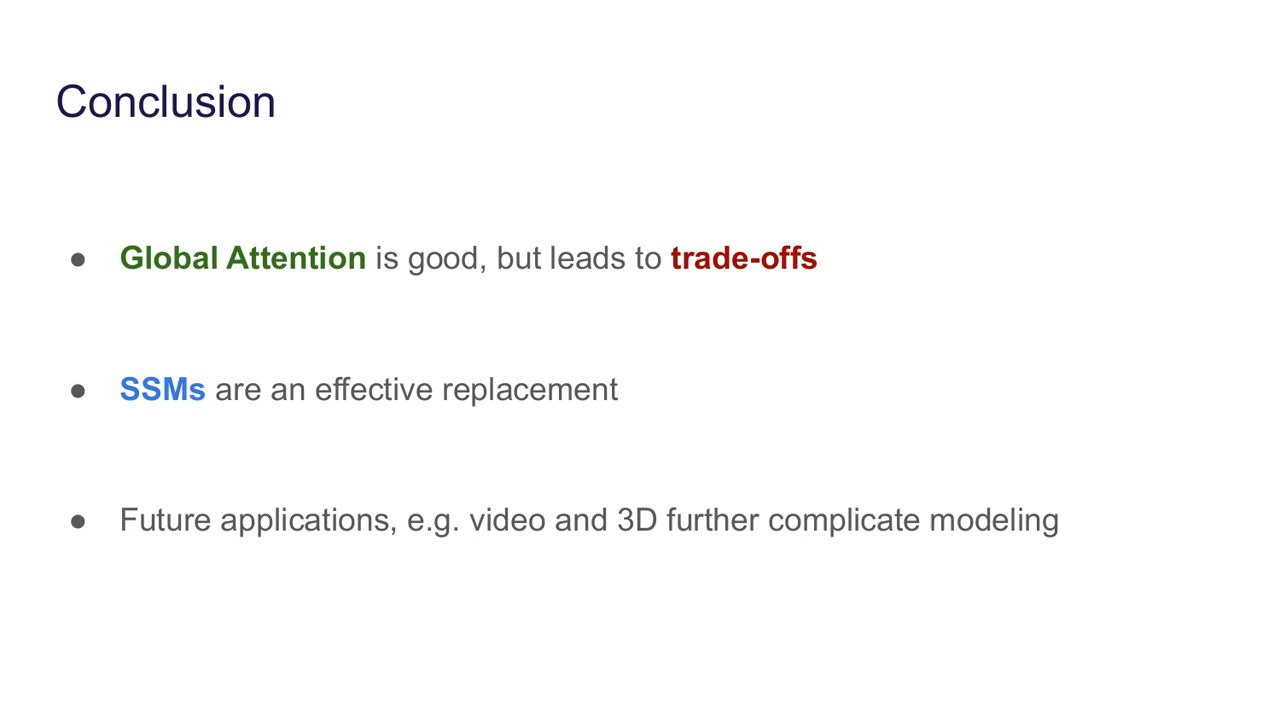 Conclusion
● Global Attention is good, but leads to trade-offs
● SSMs are an effective replacement
● Future applications, e.g. video and 3D further complicate modeling